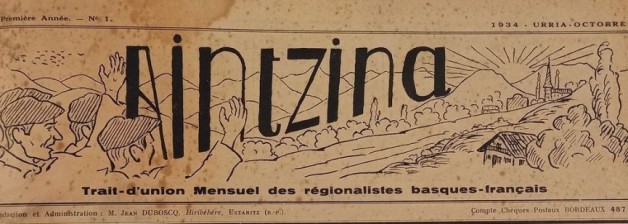 Première Année. — N° 1.
1934 - URRIA-OCTOBRE
Aintzina
Trait-d'union Mensuel des régionalistes basques-français
Rédaction et Administration : M. JEAN DUBOSCQ, Hiribéhère, USTARITZ (B.-P.)
Compte Chèques Postaux BORDEAUX 487